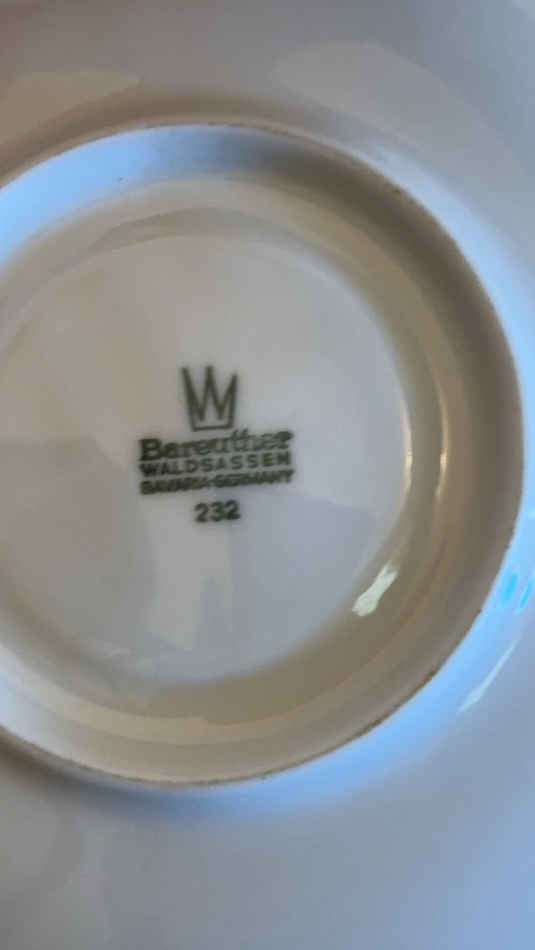 Bareuther
WALDSASSEN
BAVARIA-GERMANY
232